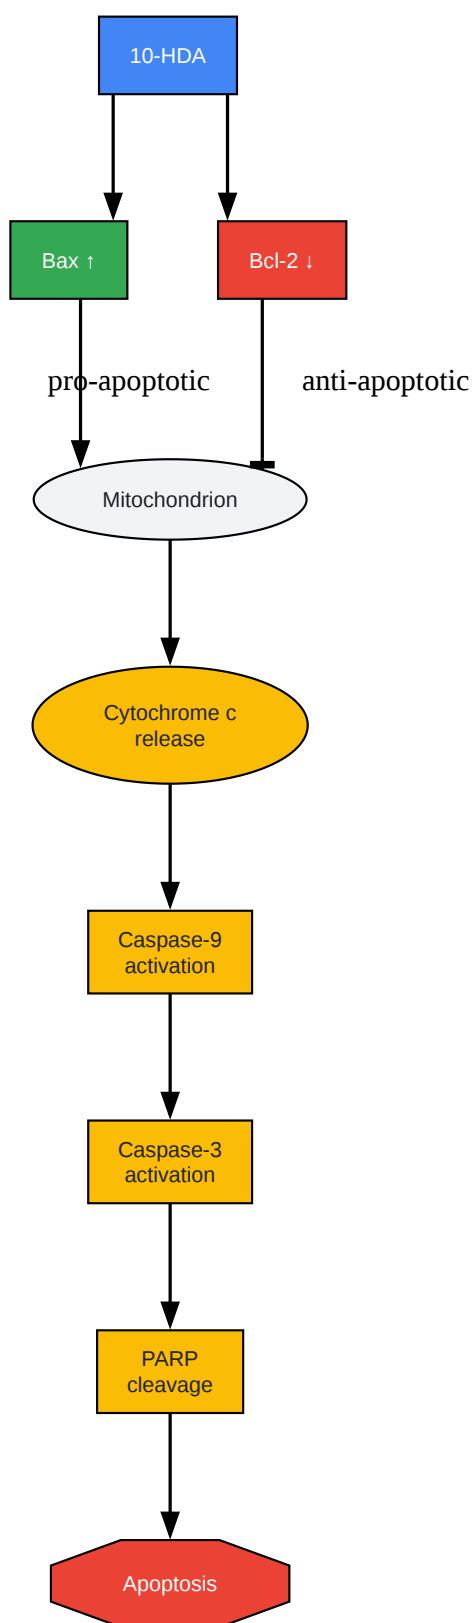 10-HDA
Bax ↑
Bcl-2 ↓
pro-apoptotic
anti-apoptotic
Mitochondrion
Cytochrome c
release
Caspase-9
activation
Caspase-3
activation
PARP
cleavage
Apoptosis